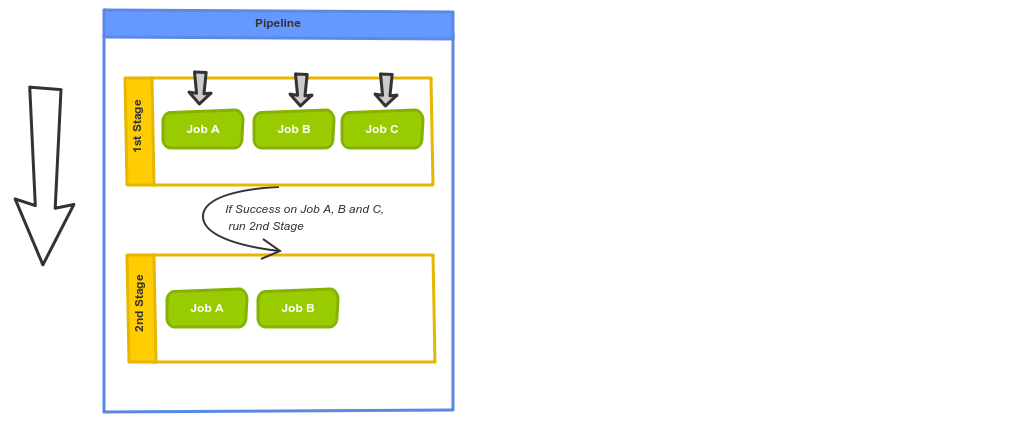 Pipeline
1st Stage
Job A
Job B
Job C
If Success on Job A, B and C,
run 2nd Stage
2nd Stage
Job A
Job B